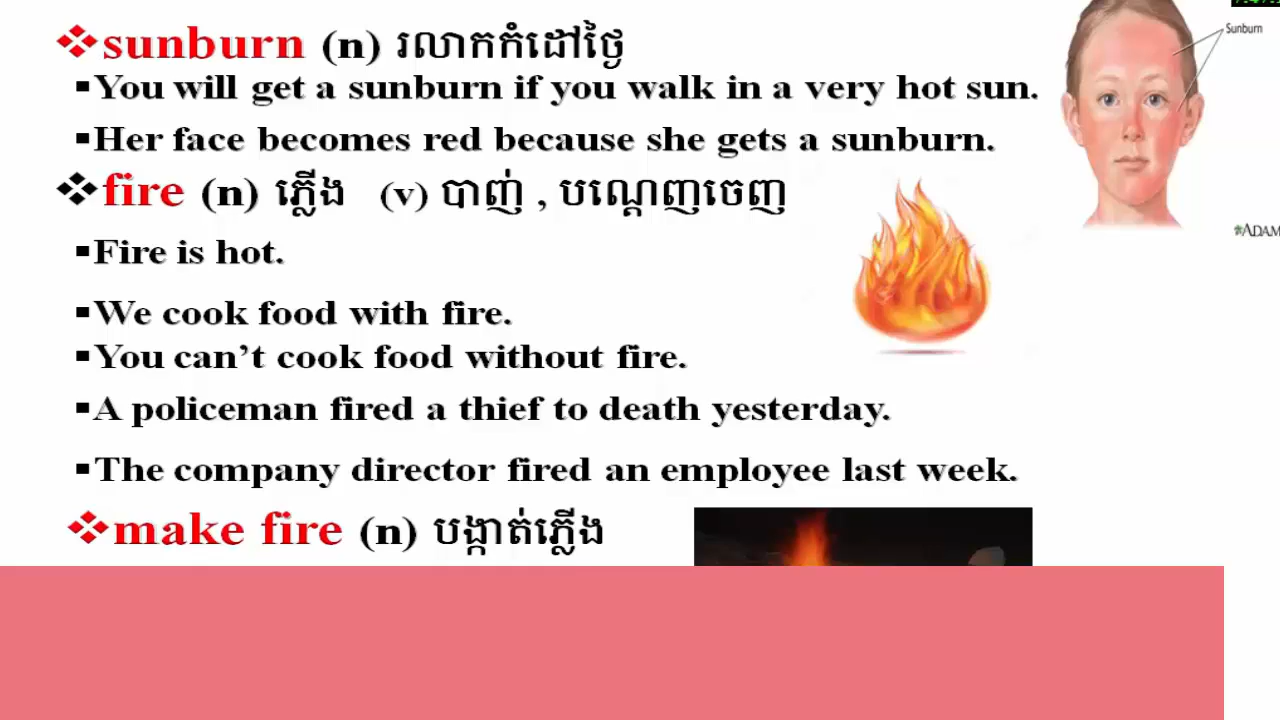 ❖sunburn (n) រលាកកំដៅថ្ងៃ
▪You will get a sunburn if you walk in a very hot sun.
▪Her face becomes red because she gets a sunburn.
Sunburn
ADAM
❖fire (n) ភ្លើង (v) បាញ់ , បណ្តេញចេញ
▪Fire is hot.
▪We cook food with fire.
▪You can’t cook food without fire.
▪A policeman fired a thief to death yesterday.
▪The company director fired an employee last week.
❖make fire (n) បង្កាត់ភ្លើង